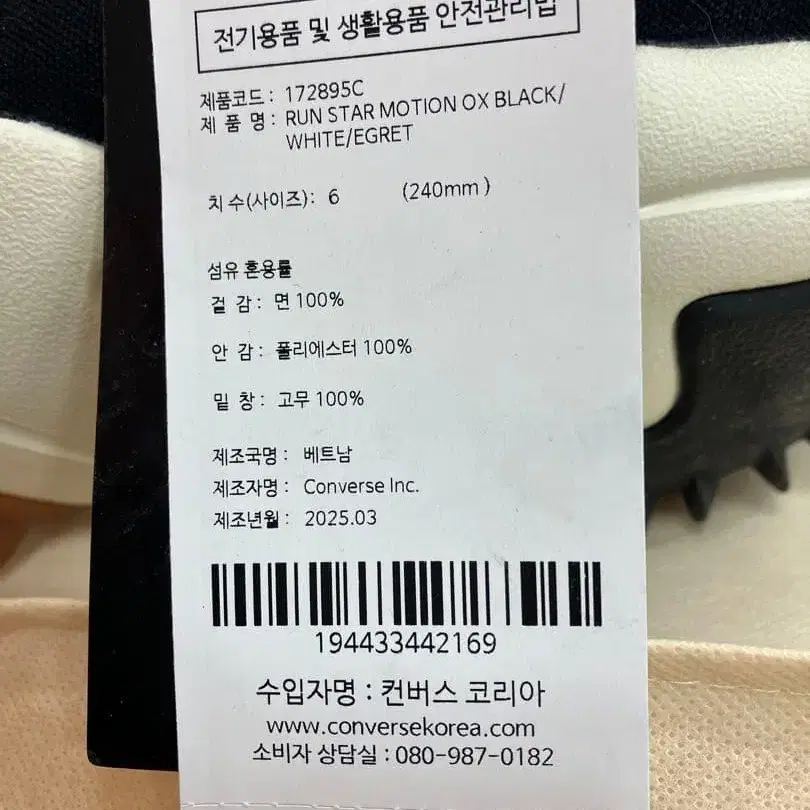 전기용품 및 생활용품 안전관리법
제품코드 : 172895C
제 품 명 : RUN STAR MOTION OX BLACK/
WHITE/EGRET
치 수(사이즈) : 6 (240mm )
섬유 혼용률
겉 감 : 면 100%
안 감 : 폴리에스터 100%
밑 창 : 고무 100%
제조국명 : 베트남
제조자명 : Converse Inc.
제조년월 : 2025.03
194433442169
수입자명 : 컨버스 코리아
www.conversekorea.com
소비자 상담실 : 080-987-0182